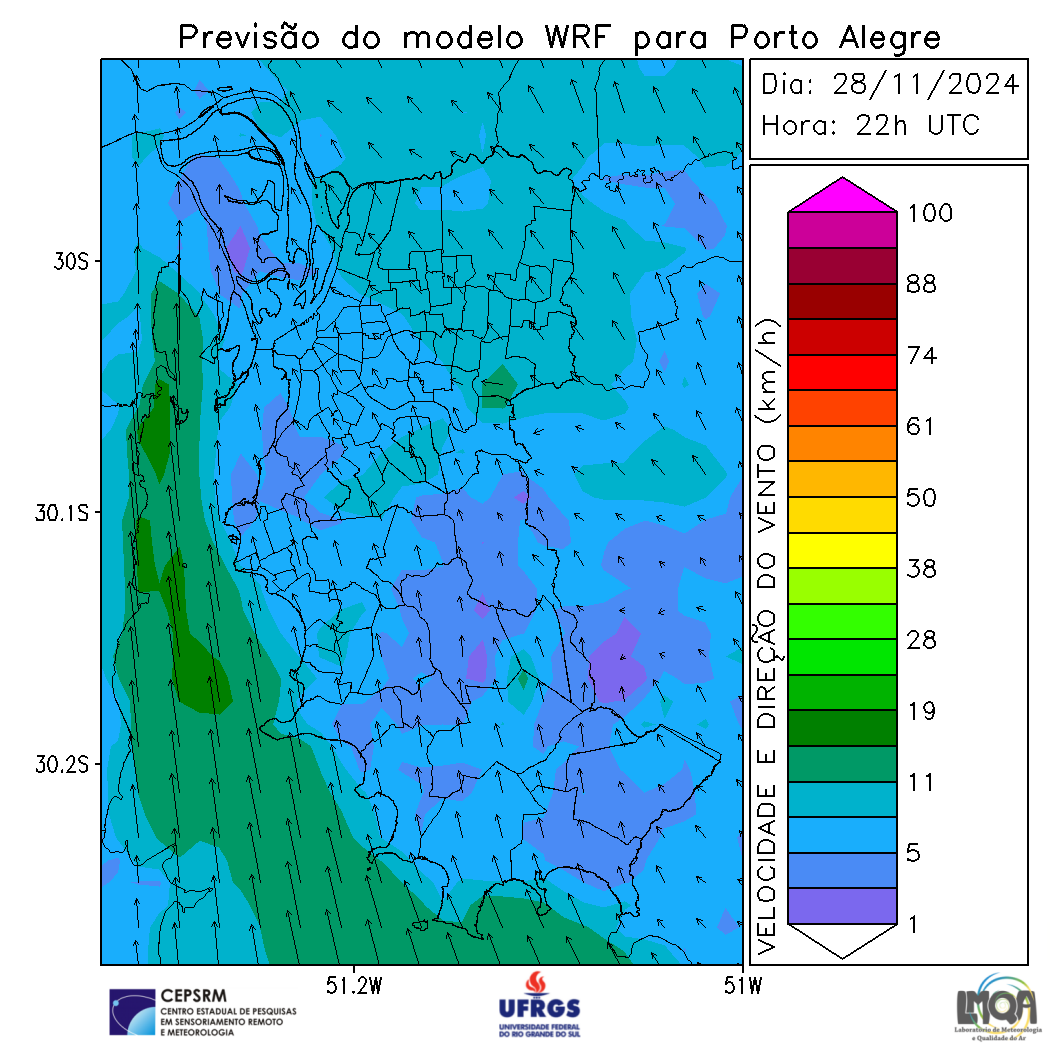 Previsão do modelo WRF para Porto Alegre
Dia: 28/11/2024
Hora: 22h UTC
30S
30.1S
30.2S
51.2W
51W
VELOCIDADE E DIREÇÃO DO VENTO (km/h)
100
88
74
61
50
38
28
19
11
5
1
CEPSRM
CENTRO ESTADUAL DE PESQUISAS
EM SENSORIAMENTO REMOTO
E METEOROLOGIA
UFRGS
UNIVERSIDADE FEDERAL
DO RIO GRANDE DO SUL
LMQA
Laboratório de Meteorologia
e Qualidade do Ar